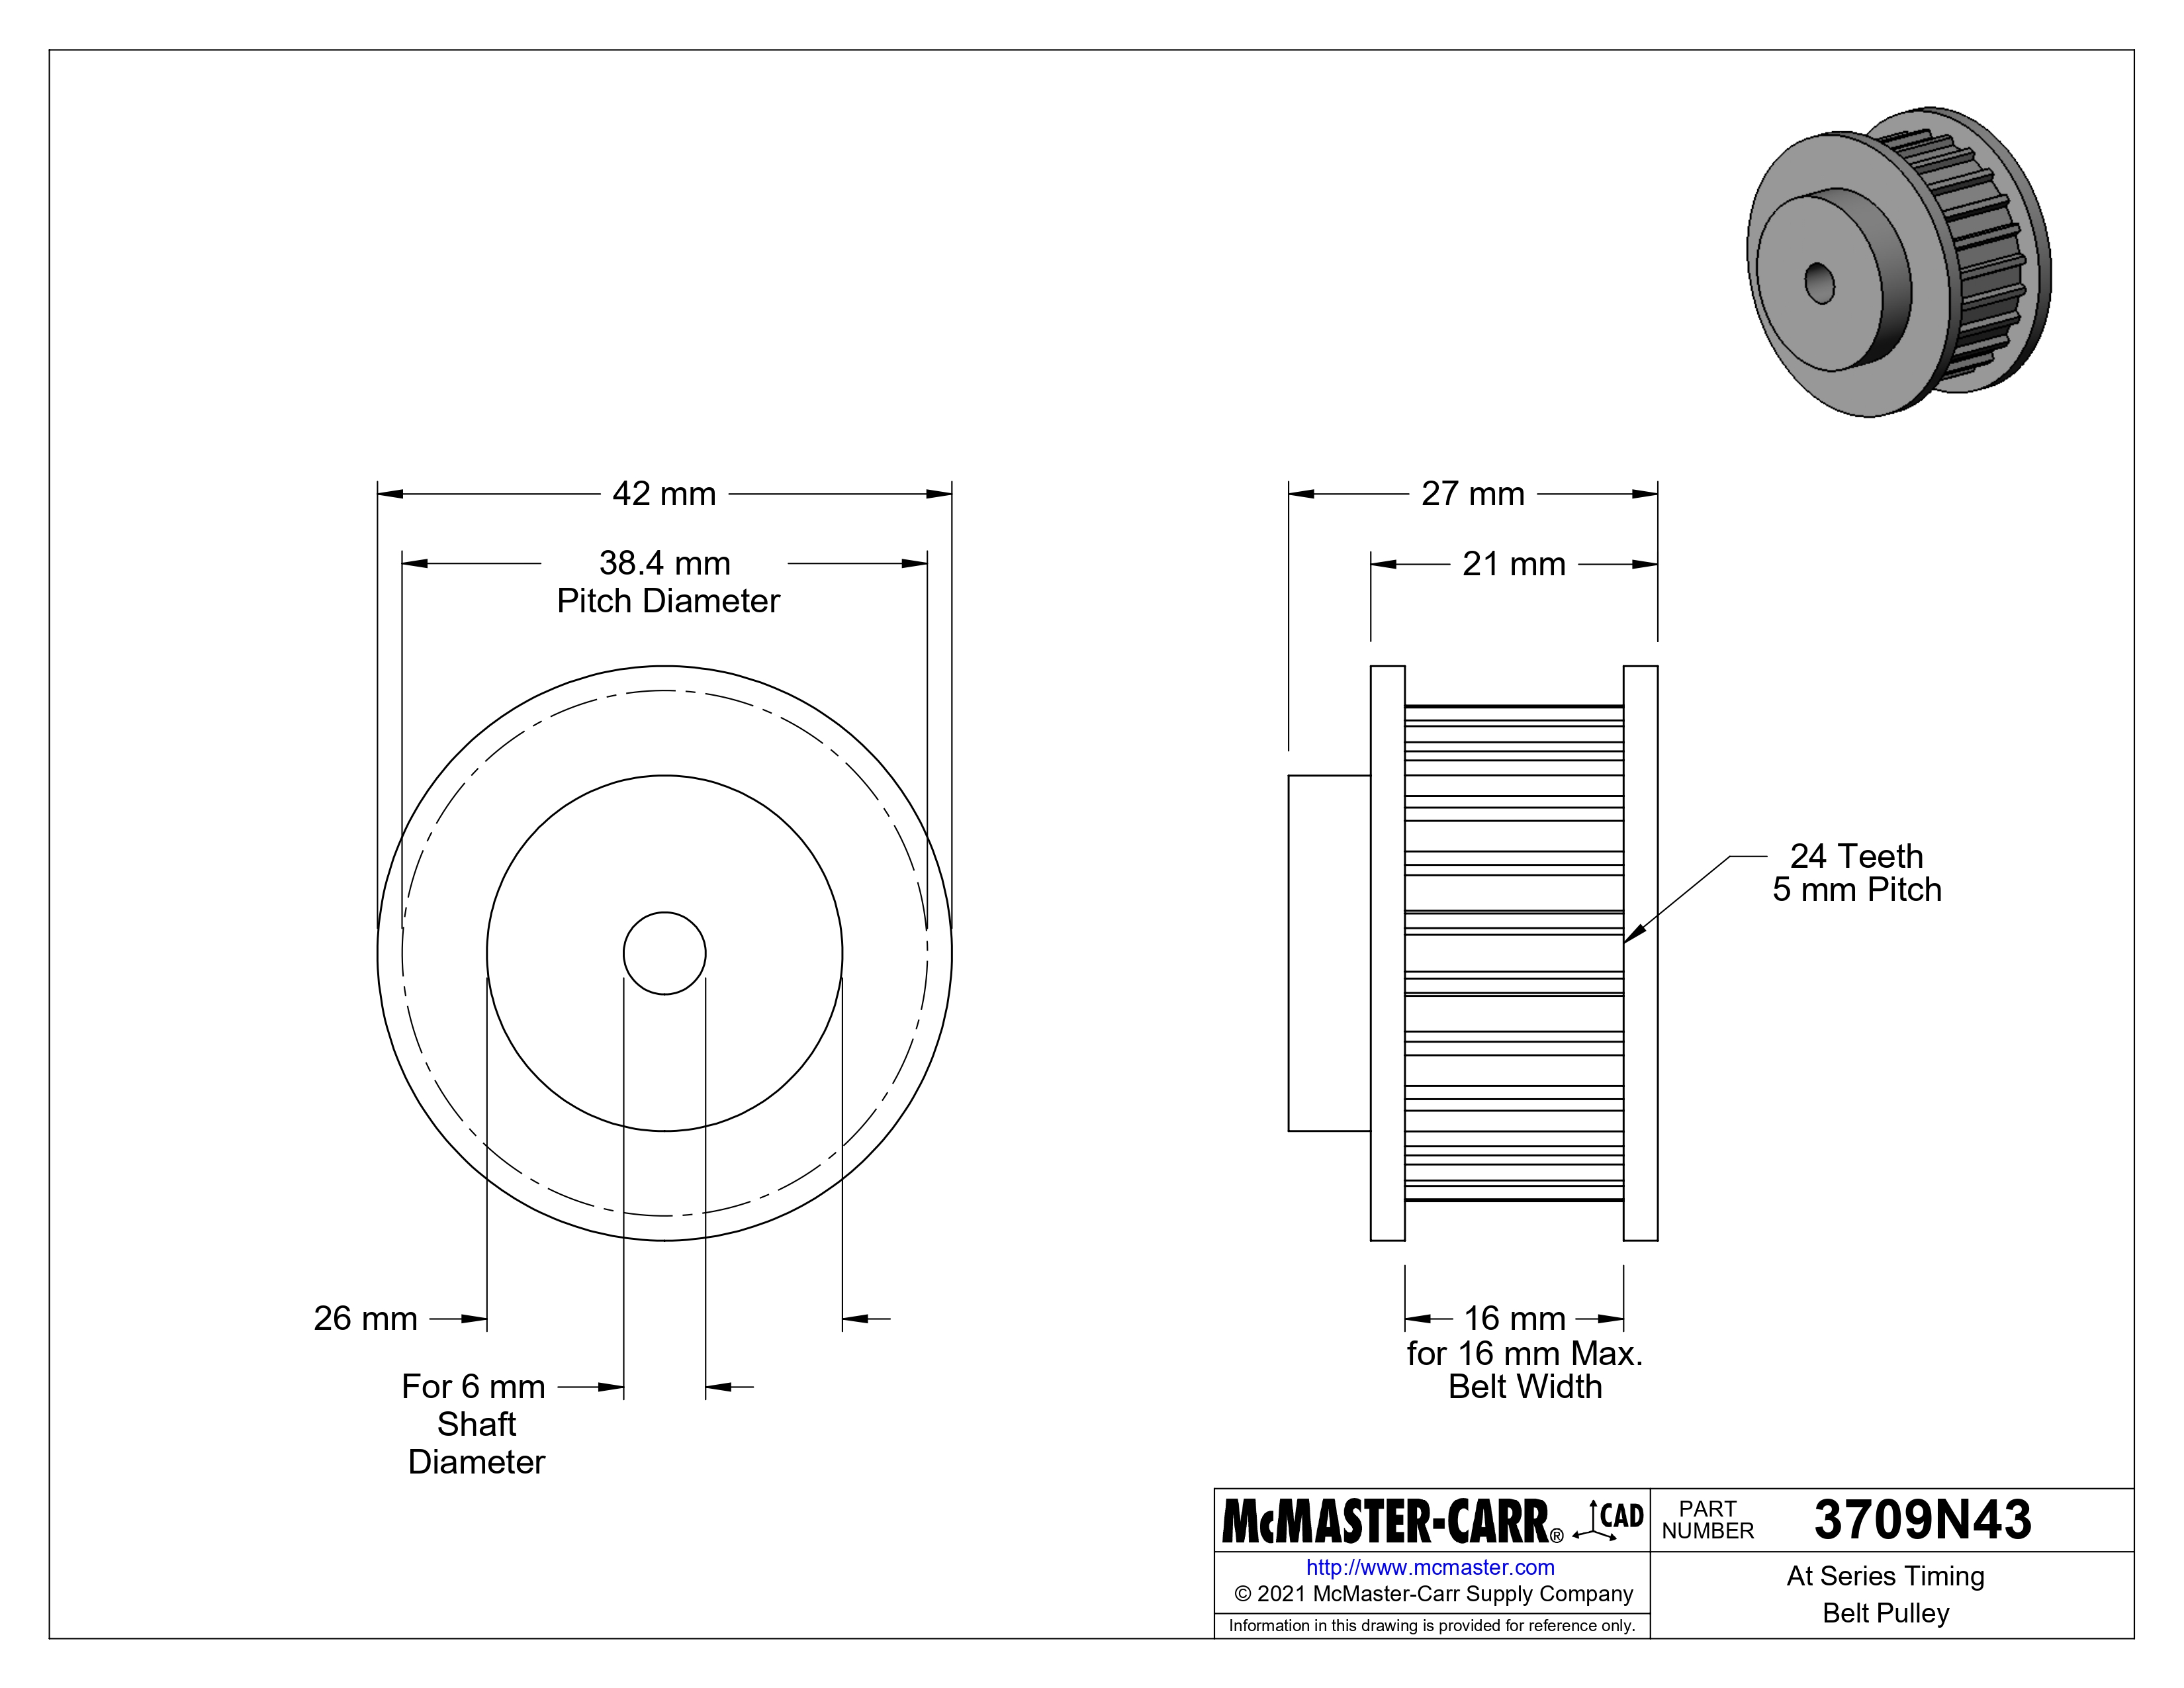 42 mm
38.4 mm
Pitch Diameter
27 mm
21 mm
24 Teeth
5 mm Pitch
26 mm
For 6 mm
Shaft
Diameter
16 mm
for 16 mm Max.
Belt Width
McMASTER-CARR® CAD
http://www.mcmaster.com
© 2021 McMaster-Carr Supply Company
Information in this drawing is provided for reference only.
PART
NUMBER
3709N43
At Series Timing
Belt Pulley